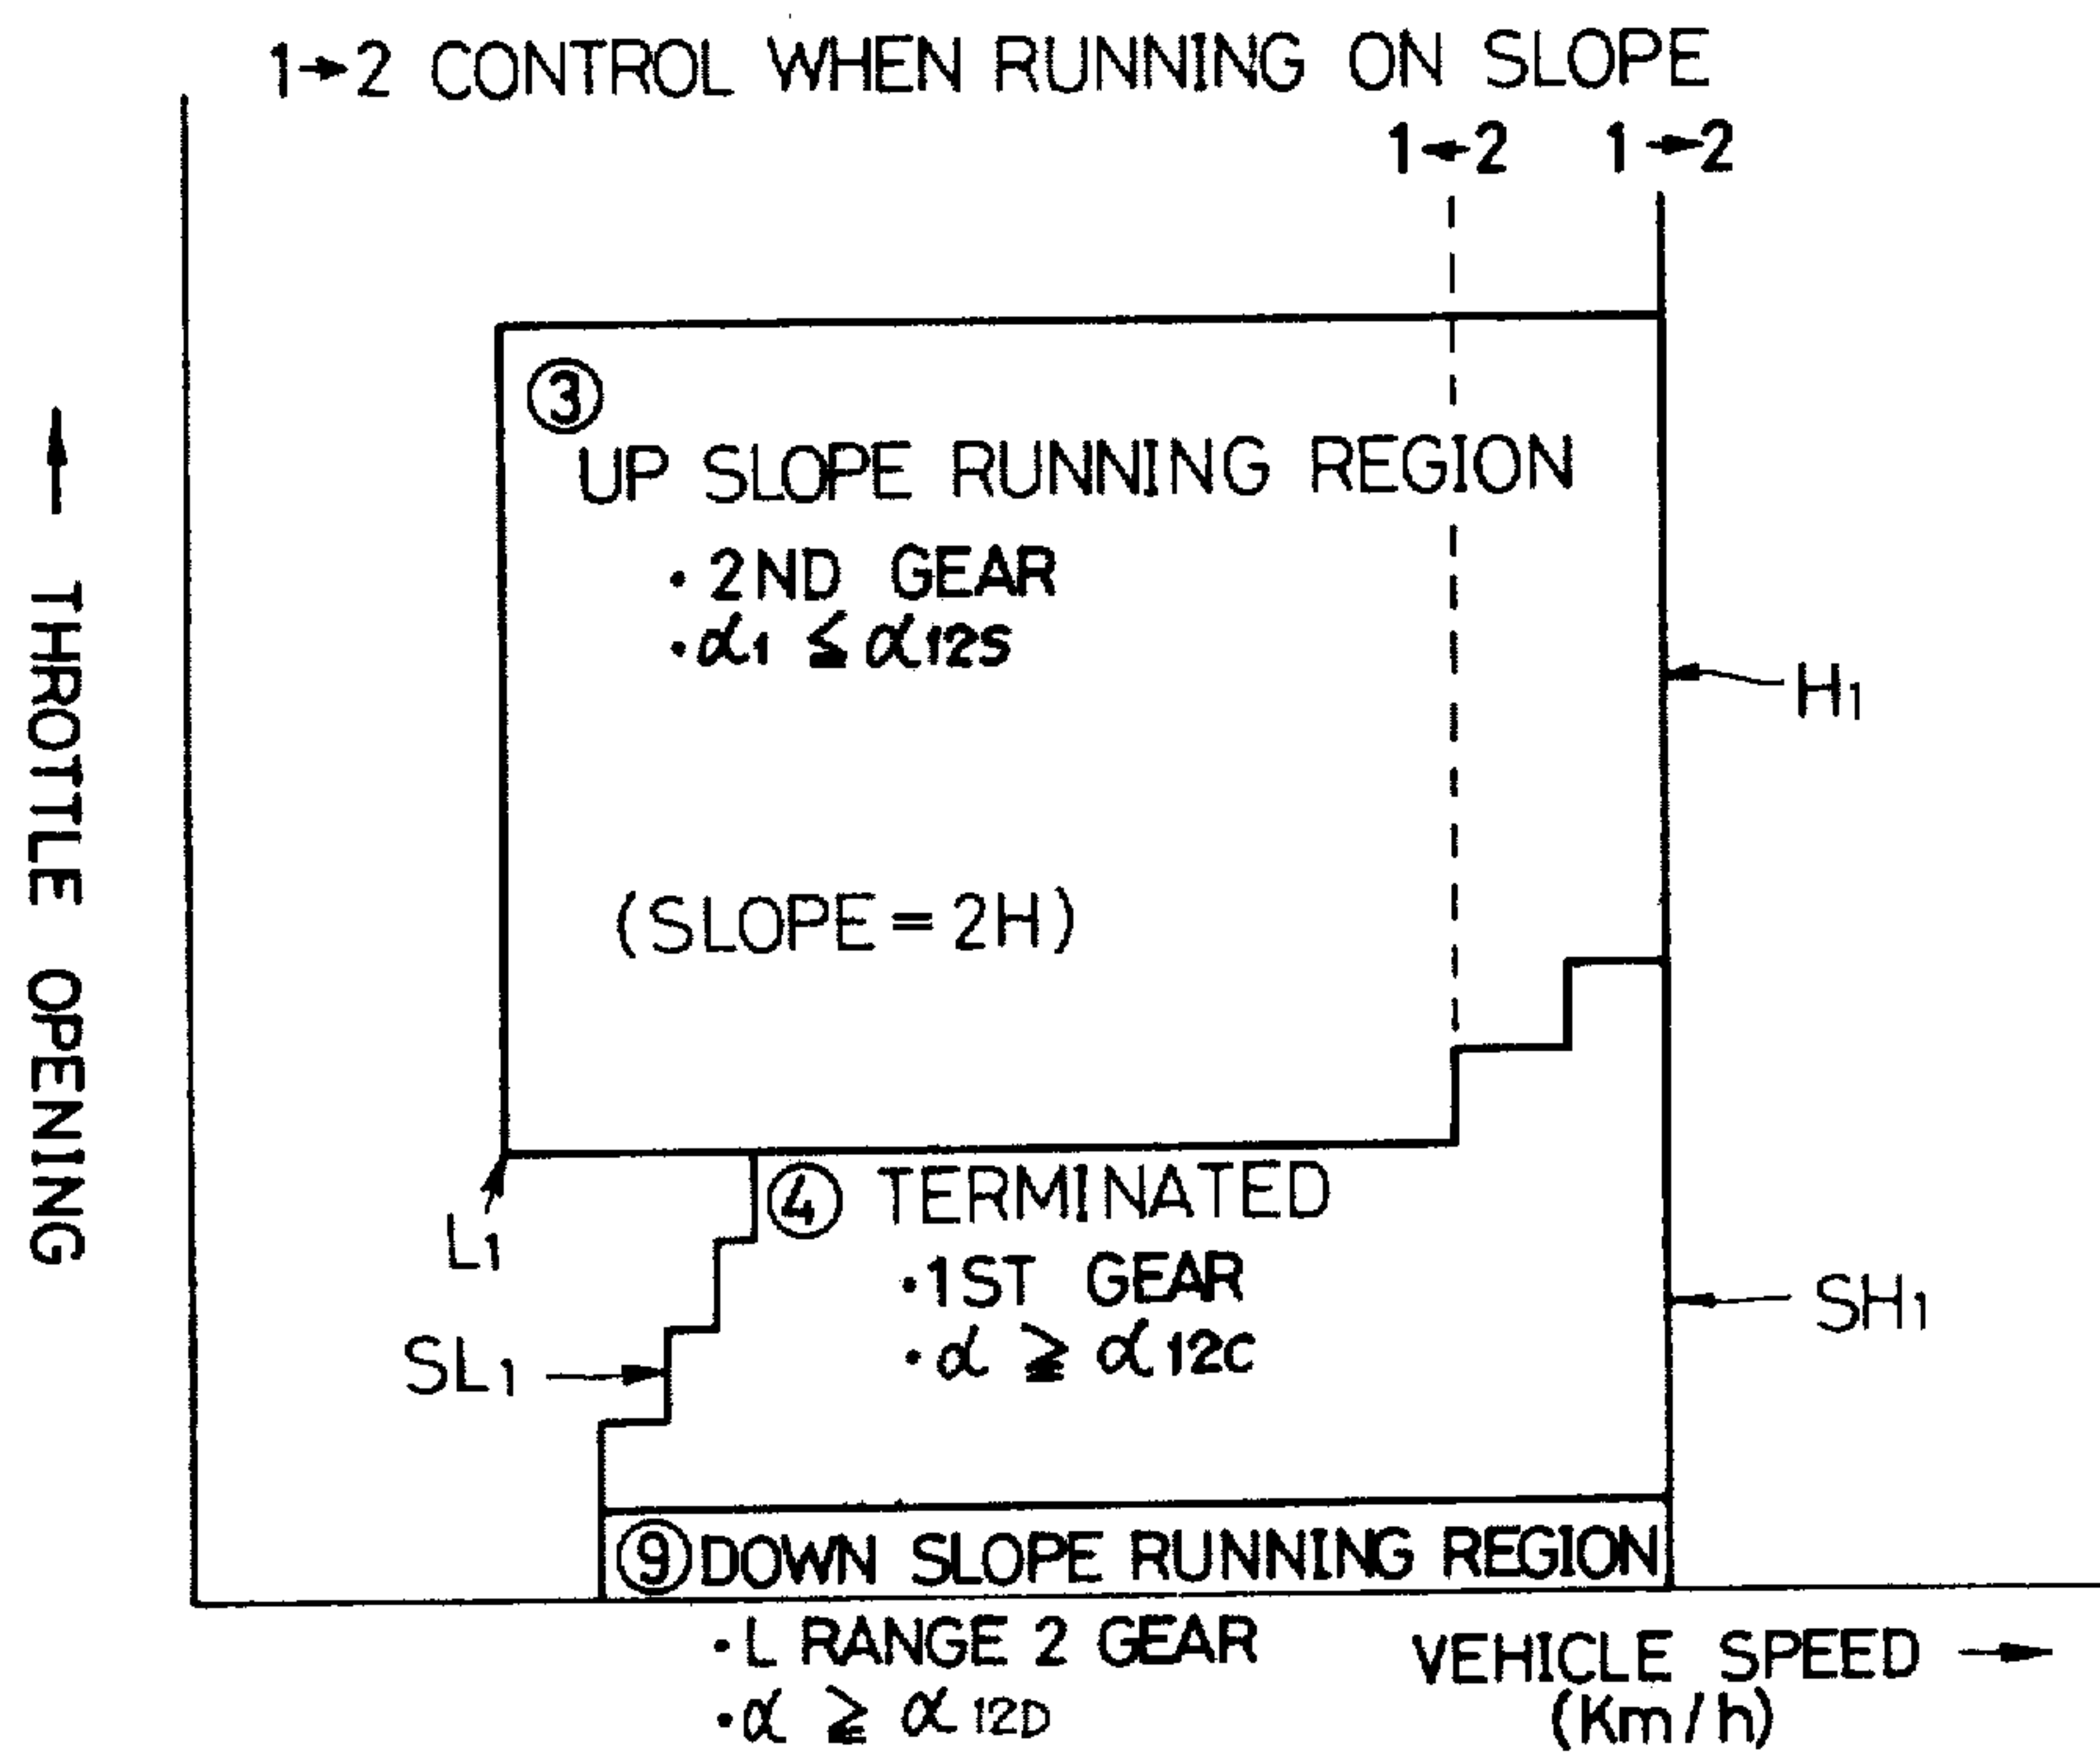 1→2 CONTROL WHEN RUNNING ON SLOPE
1←2 1→2
③
UP SLOPE RUNNING REGION
• 2ND GEAR
• α1 ≦ α12S
H1
(SLOPE = 2H)
THROTTLE OPENING →
L1
④ TERMINATED
• 1ST GEAR
• α ≧ α12C
SH1
SL1
⑨ DOWN SLOPE RUNNING REGION
• L RANGE 2 GEAR
• α ≧ α12D
VEHICLE SPEED →
(Km/h)